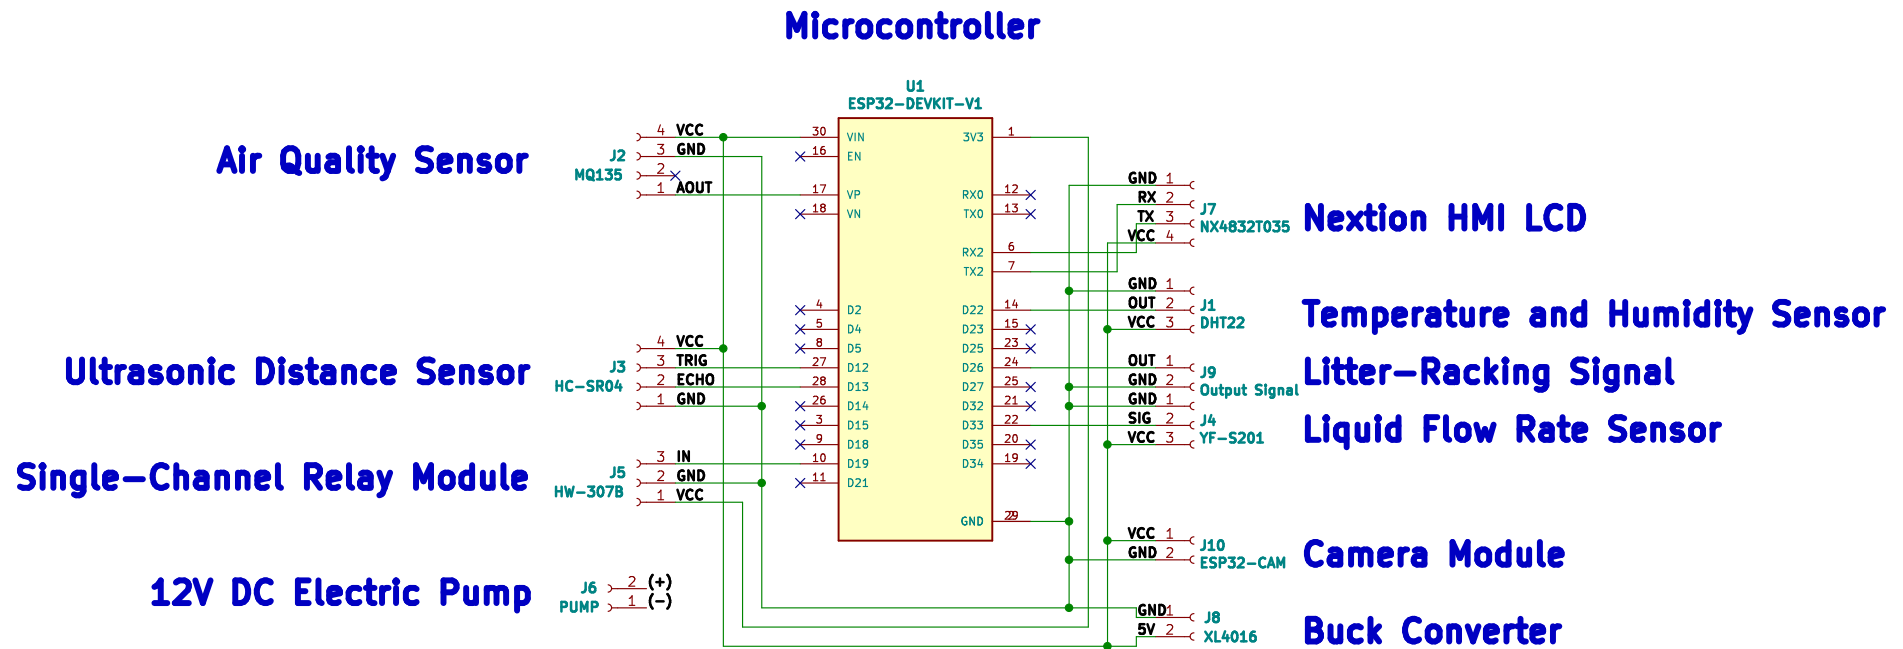 Microcontroller
U1
ESP32-DEVKIT-V1
Air Quality Sensor
J2
MQ135
4 VCC
3 GND
2
1 AOUT
Ultrasonic Distance Sensor
J3
HC-SR04
4 VCC
3 TRIG
2 ECHO
1 GND
Single-Channel Relay Module
J5
HW-307B
3 IN
2 GND
1 VCC
12V DC Electric Pump
J6
PUMP
2 (+)
1 (-)
30 VIN
16 EN
17 VP
18 VN
4 D2
5 D4
8 D5
27 D12
28 D13
26 D14
3 D15
9 D18
10 D19
11 D21
3V3 1
RX0 12
TX0 13
RX2 6
TX2 7
D22 14
D23 15
D25 23
D26 24
D27 25
D32 21
D33 22
D35 20
D34 19
GND
GND 1
RX 2
TX 3
VCC 4
J7
NX4832T035
Nextion HMI LCD
GND 1
OUT 2
VCC 3
J1
DHT22
Temperature and Humidity Sensor
OUT 1
GND 2
J9
Output Signal
Litter-Racking Signal
GND 1
SIG 2
VCC 3
J4
YF-S201
Liquid Flow Rate Sensor
VCC 1
GND 2
J10
ESP32-CAM
Camera Module
GND 1
5V 2
J8
XL4016
Buck Converter